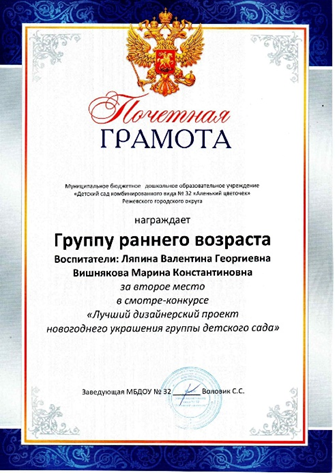 Почетная
ГРАМОТА
Муниципальное бюджетное дошкольное образовательное учреждение
«Детский сад комбинированного вида № 32 «Аленький цветочек»
Режевского городского округа
награждает
Группу раннего возраста
Воспитатели: Ляпина Валентина Георгиевна
Вишнякова Марина Константиновна
за второе место
в смотре-конкурсе
«Лучший дизайнерский проект
новогоднего украшения группы детского сада»
Заведующая МБДОУ № 32 Воловик С.С.